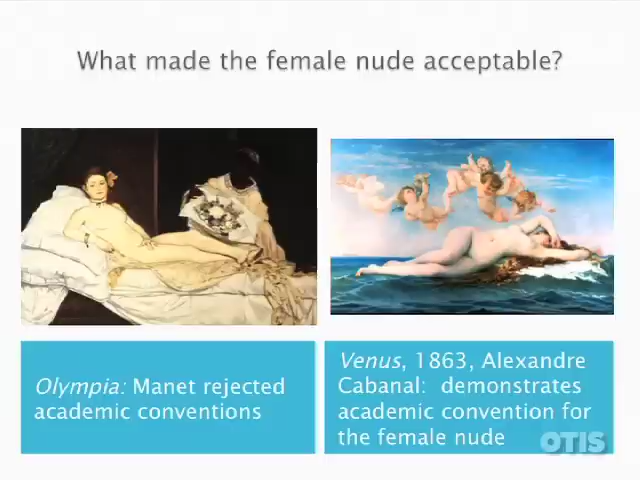 What made the female nude acceptable?
Olympia: Manet rejected
academic conventions
Venus, 1863, Alexandre
Cabanal: demonstrates
academic convention for
the female nude
OTIS